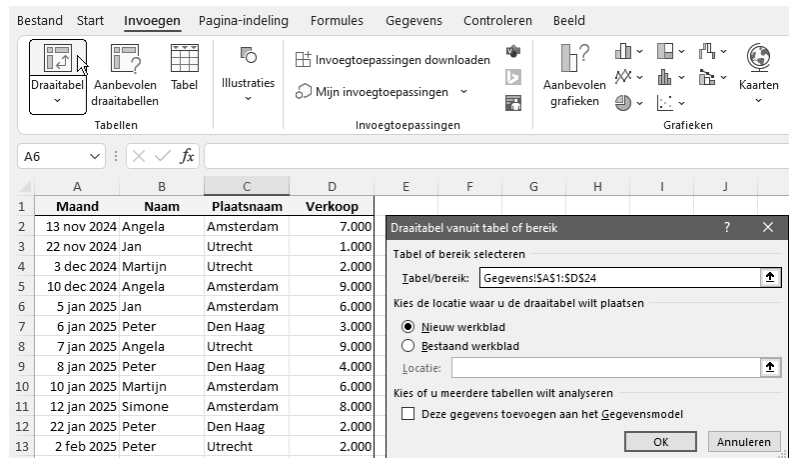 Bestand Start Invoegen Pagina-indeling Formules Gegevens Controleren Beeld
Draaitabel
Aanbevolen draaitabellen
Tabel
Tabellen
Illustraties
Invoegtoepassingen downloaden
Mijn invoegtoepassingen
Invoegtoepassingen
Aanbevolen grafieken
Kaarten
Grafieken
A6
fx
A B C D E F G H I J
1 Maand Naam Plaatsnaam Verkoop
2 13 nov 2024 Angela Amsterdam 7.000
3 22 nov 2024 Jan Utrecht 1.000
4 3 dec 2024 Martijn Utrecht 2.000
5 10 dec 2024 Angela Amsterdam 9.000
6 5 jan 2025 Jan Amsterdam 6.000
7 6 jan 2025 Peter Den Haag 3.000
8 7 jan 2025 Angela Utrecht 9.000
9 8 jan 2025 Peter Den Haag 4.000
10 10 jan 2025 Martijn Amsterdam 6.000
11 12 jan 2025 Simone Amsterdam 8.000
12 22 jan 2025 Peter Den Haag 2.000
13 2 feb 2025 Peter Utrecht 2.000
Draaitabel vanuit tabel of bereik ? ×
Tabel of bereik selecteren
Tabel/bereik: Gegevens!$A$1:$D$24
Kies de locatie waar u de draaitabel wilt plaatsen
Nieuw werkblad
Bestaand werkblad
Locatie:
Kies of u meerdere tabellen wilt analyseren
Deze gegevens toevoegen aan het Gegevensmodel
OK Annuleren